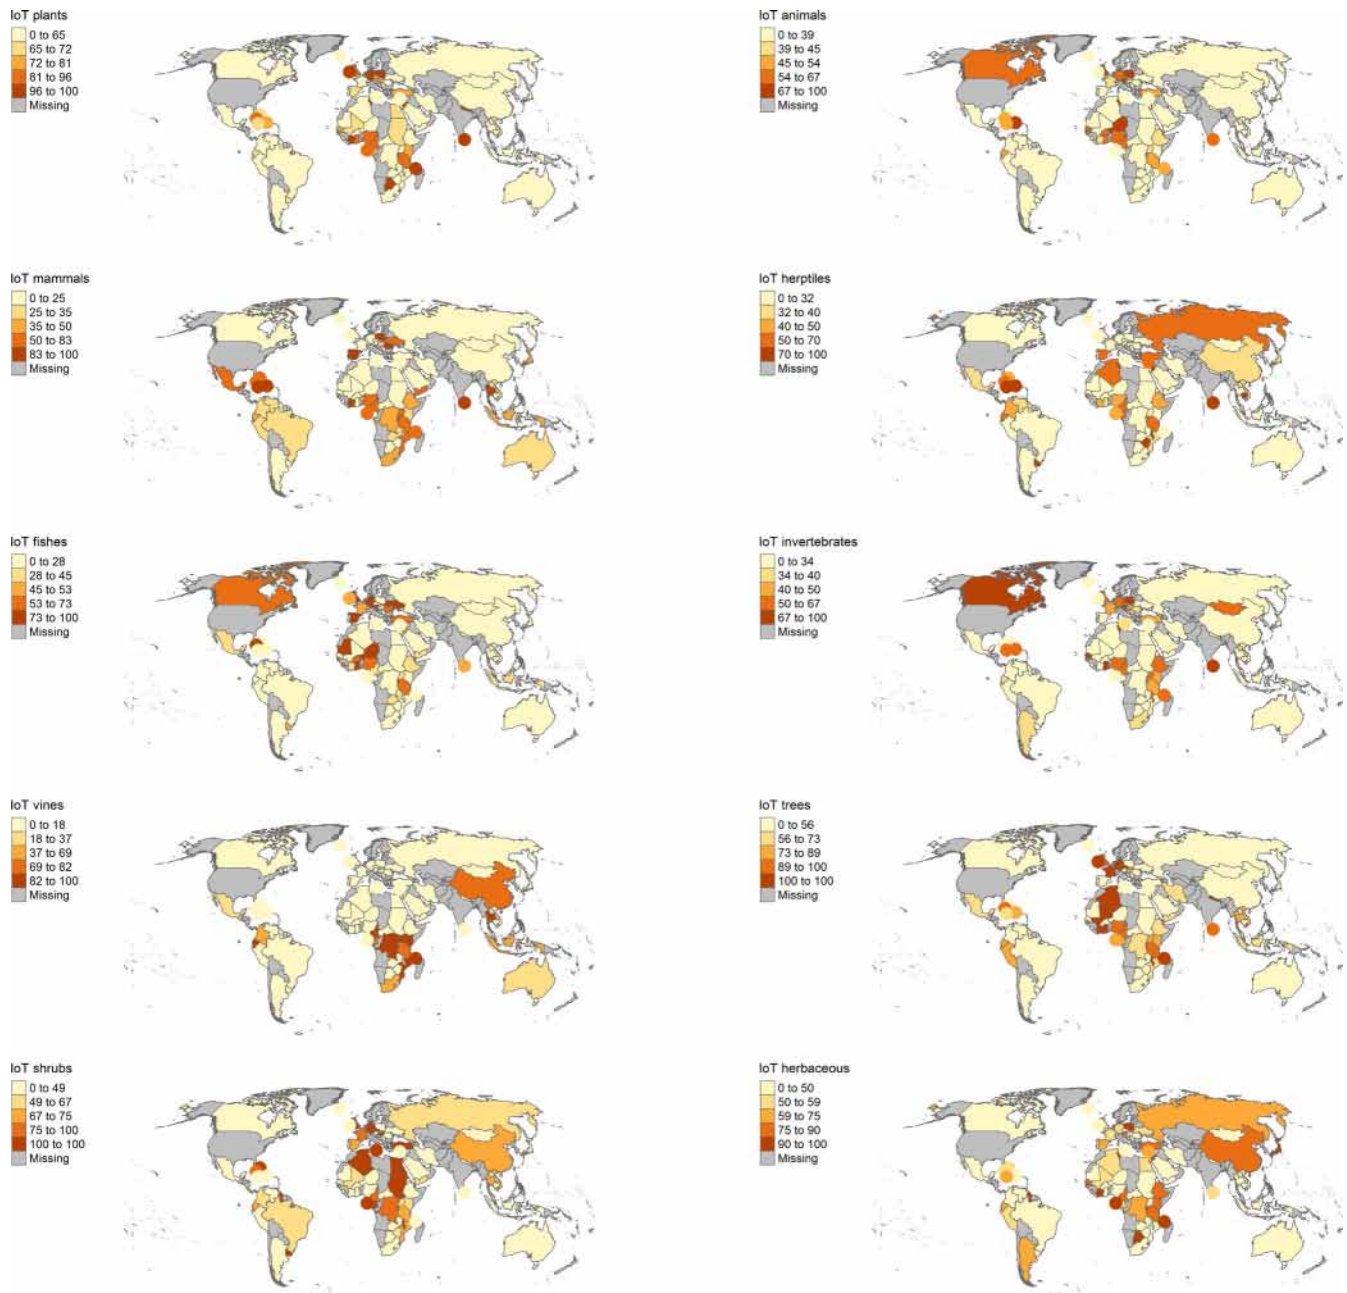 IoT plants
0 to 65
65 to 72
72 to 81
81 to 96
96 to 100
Missing
IoT animals
0 to 39
39 to 45
45 to 54
54 to 67
67 to 100
Missing
IoT mammals
0 to 25
25 to 35
35 to 50
50 to 83
83 to 100
Missing
IoT herptiles
0 to 32
32 to 40
40 to 50
50 to 70
70 to 100
Missing
IoT fishes
0 to 28
28 to 45
45 to 53
53 to 73
73 to 100
Missing
IoT invertebrates
0 to 34
34 to 40
40 to 50
50 to 67
67 to 100
Missing
IoT vines
0 to 18
18 to 37
37 to 69
69 to 82
82 to 100
Missing
IoT trees
0 to 56
56 to 73
73 to 89
89 to 100
100 to 100
Missing
IoT shrubs
0 to 49
49 to 67
67 to 75
75 to 100
100 to 100
Missing
IoT herbaceous
0 to 50
50 to 59
59 to 75
75 to 90
90 to 100
Missing